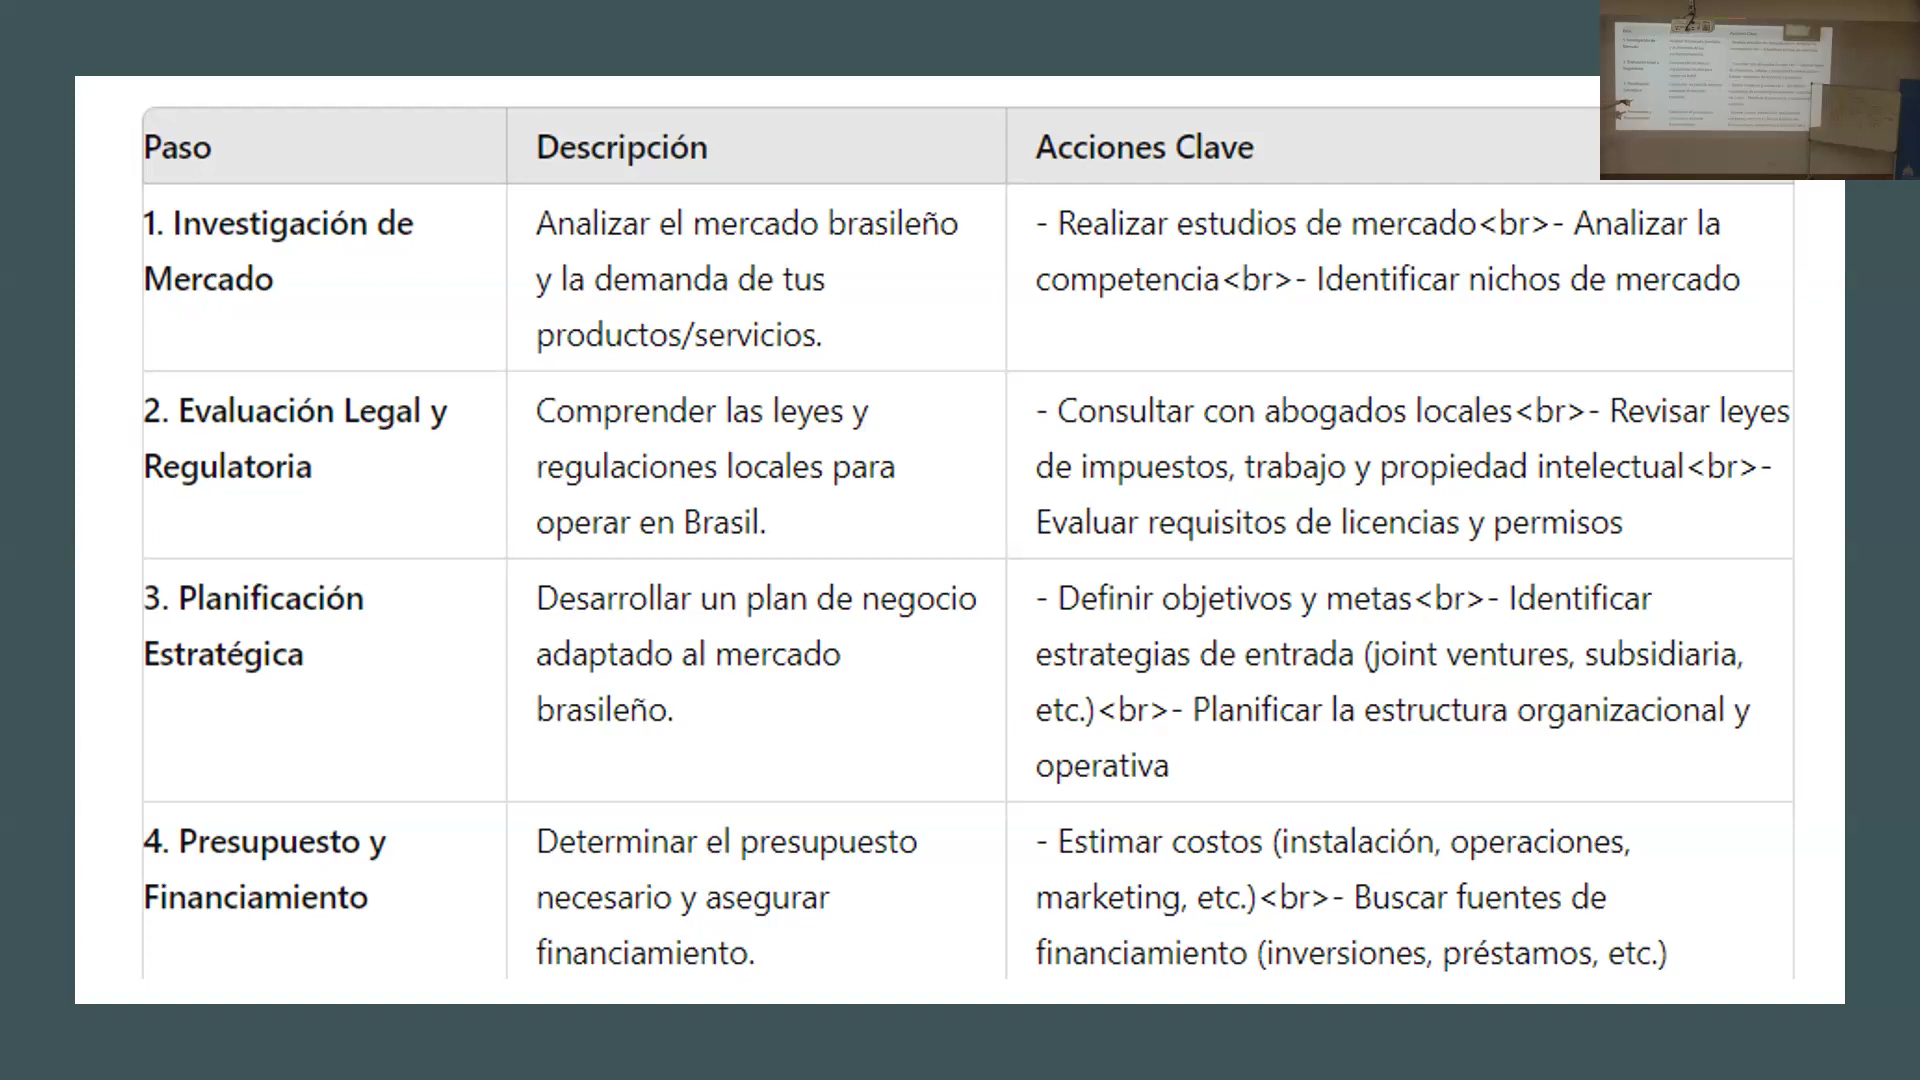 Paso
Descripción
Acciones Clave
1. Investigación de
Mercado
Analizar el mercado brasileño
y la demanda de tus
productos/servicios.
- Realizar estudios de mercado<br>- Analizar la
competencia<br>- Identificar nichos de mercado
2. Evaluación Legal y
Regulatoria
Comprender las leyes y
regulaciones locales para
operar en Brasil.
- Consultar con abogados locales<br>- Revisar leyes
de impuestos, trabajo y propiedad intelectual<br>-
Evaluar requisitos de licencias y permisos
3. Planificación
Estratégica
Desarrollar un plan de negocio
adaptado al mercado
brasileño.
- Definir objetivos y metas<br>- Identificar
estrategias de entrada (joint ventures, subsidiaria,
etc.)<br>- Planificar la estructura organizacional y
operativa
4. Presupuesto y
Financiamiento
Determinar el presupuesto
necesario y asegurar
financiamiento.
- Estimar costos (instalación, operaciones,
marketing, etc.)<br>- Buscar fuentes de
financiamiento (inversiones, préstamos, etc.)